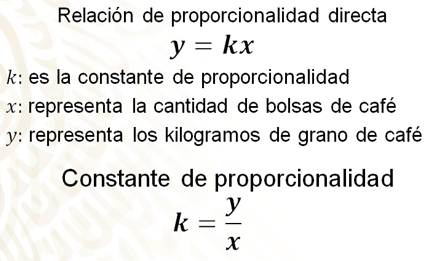 Relación de proporcionalidad directa
y = kx
k: es la constante de proporcionalidad
x: representa la cantidad de bolsas de café
y: representa los kilogramos de grano de café
Constante de proporcionalidad
k = y/x